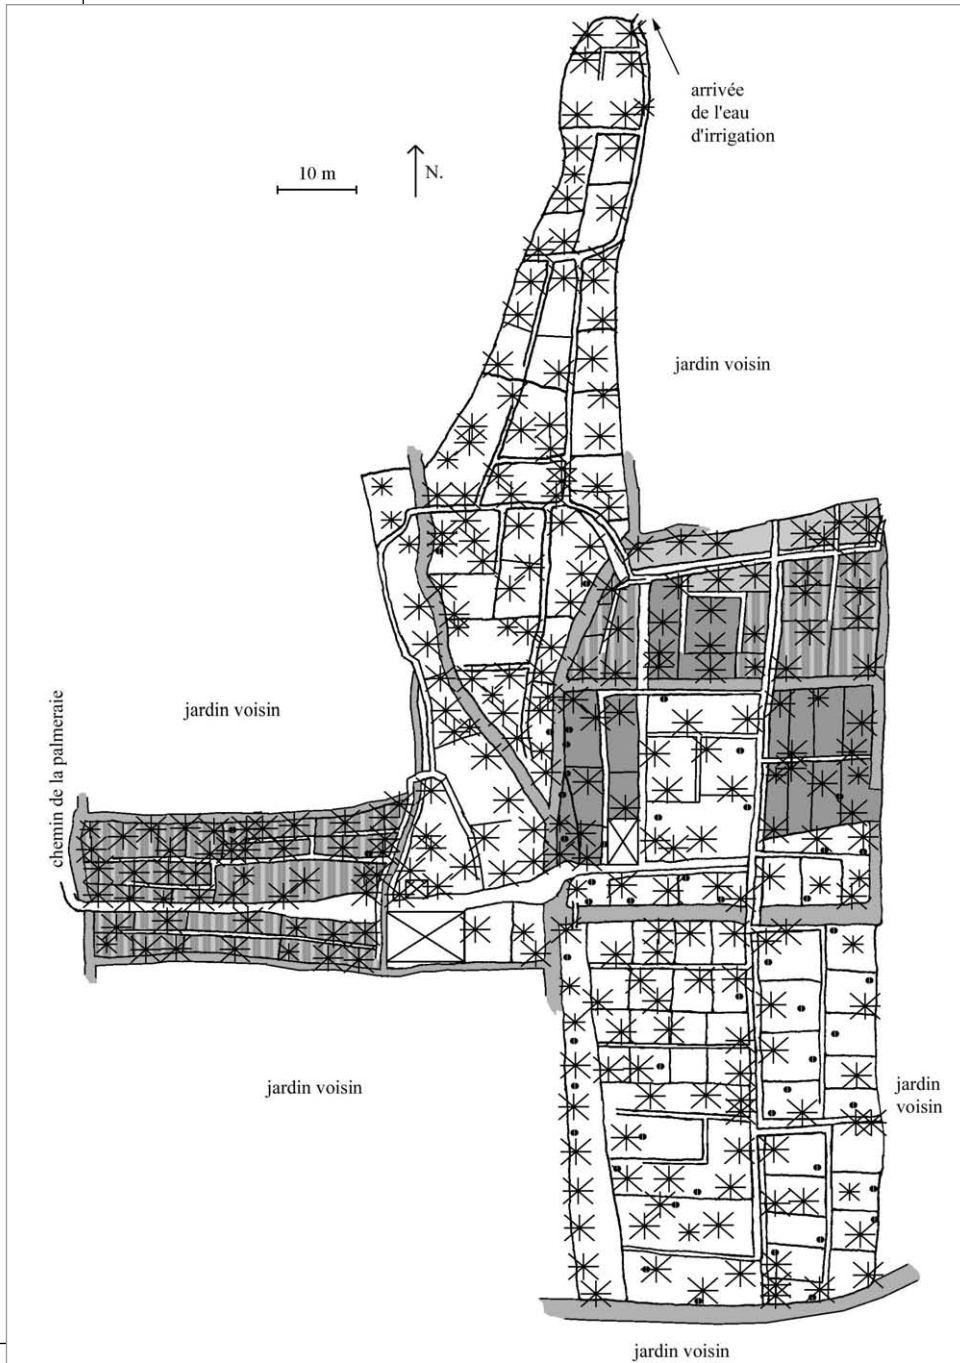 arrivée
de l'eau
d'irrigation
10 m
N.
jardin voisin
jardin voisin
chemin de la palmeraie
jardin voisin
jardin
voisin
jardin voisin